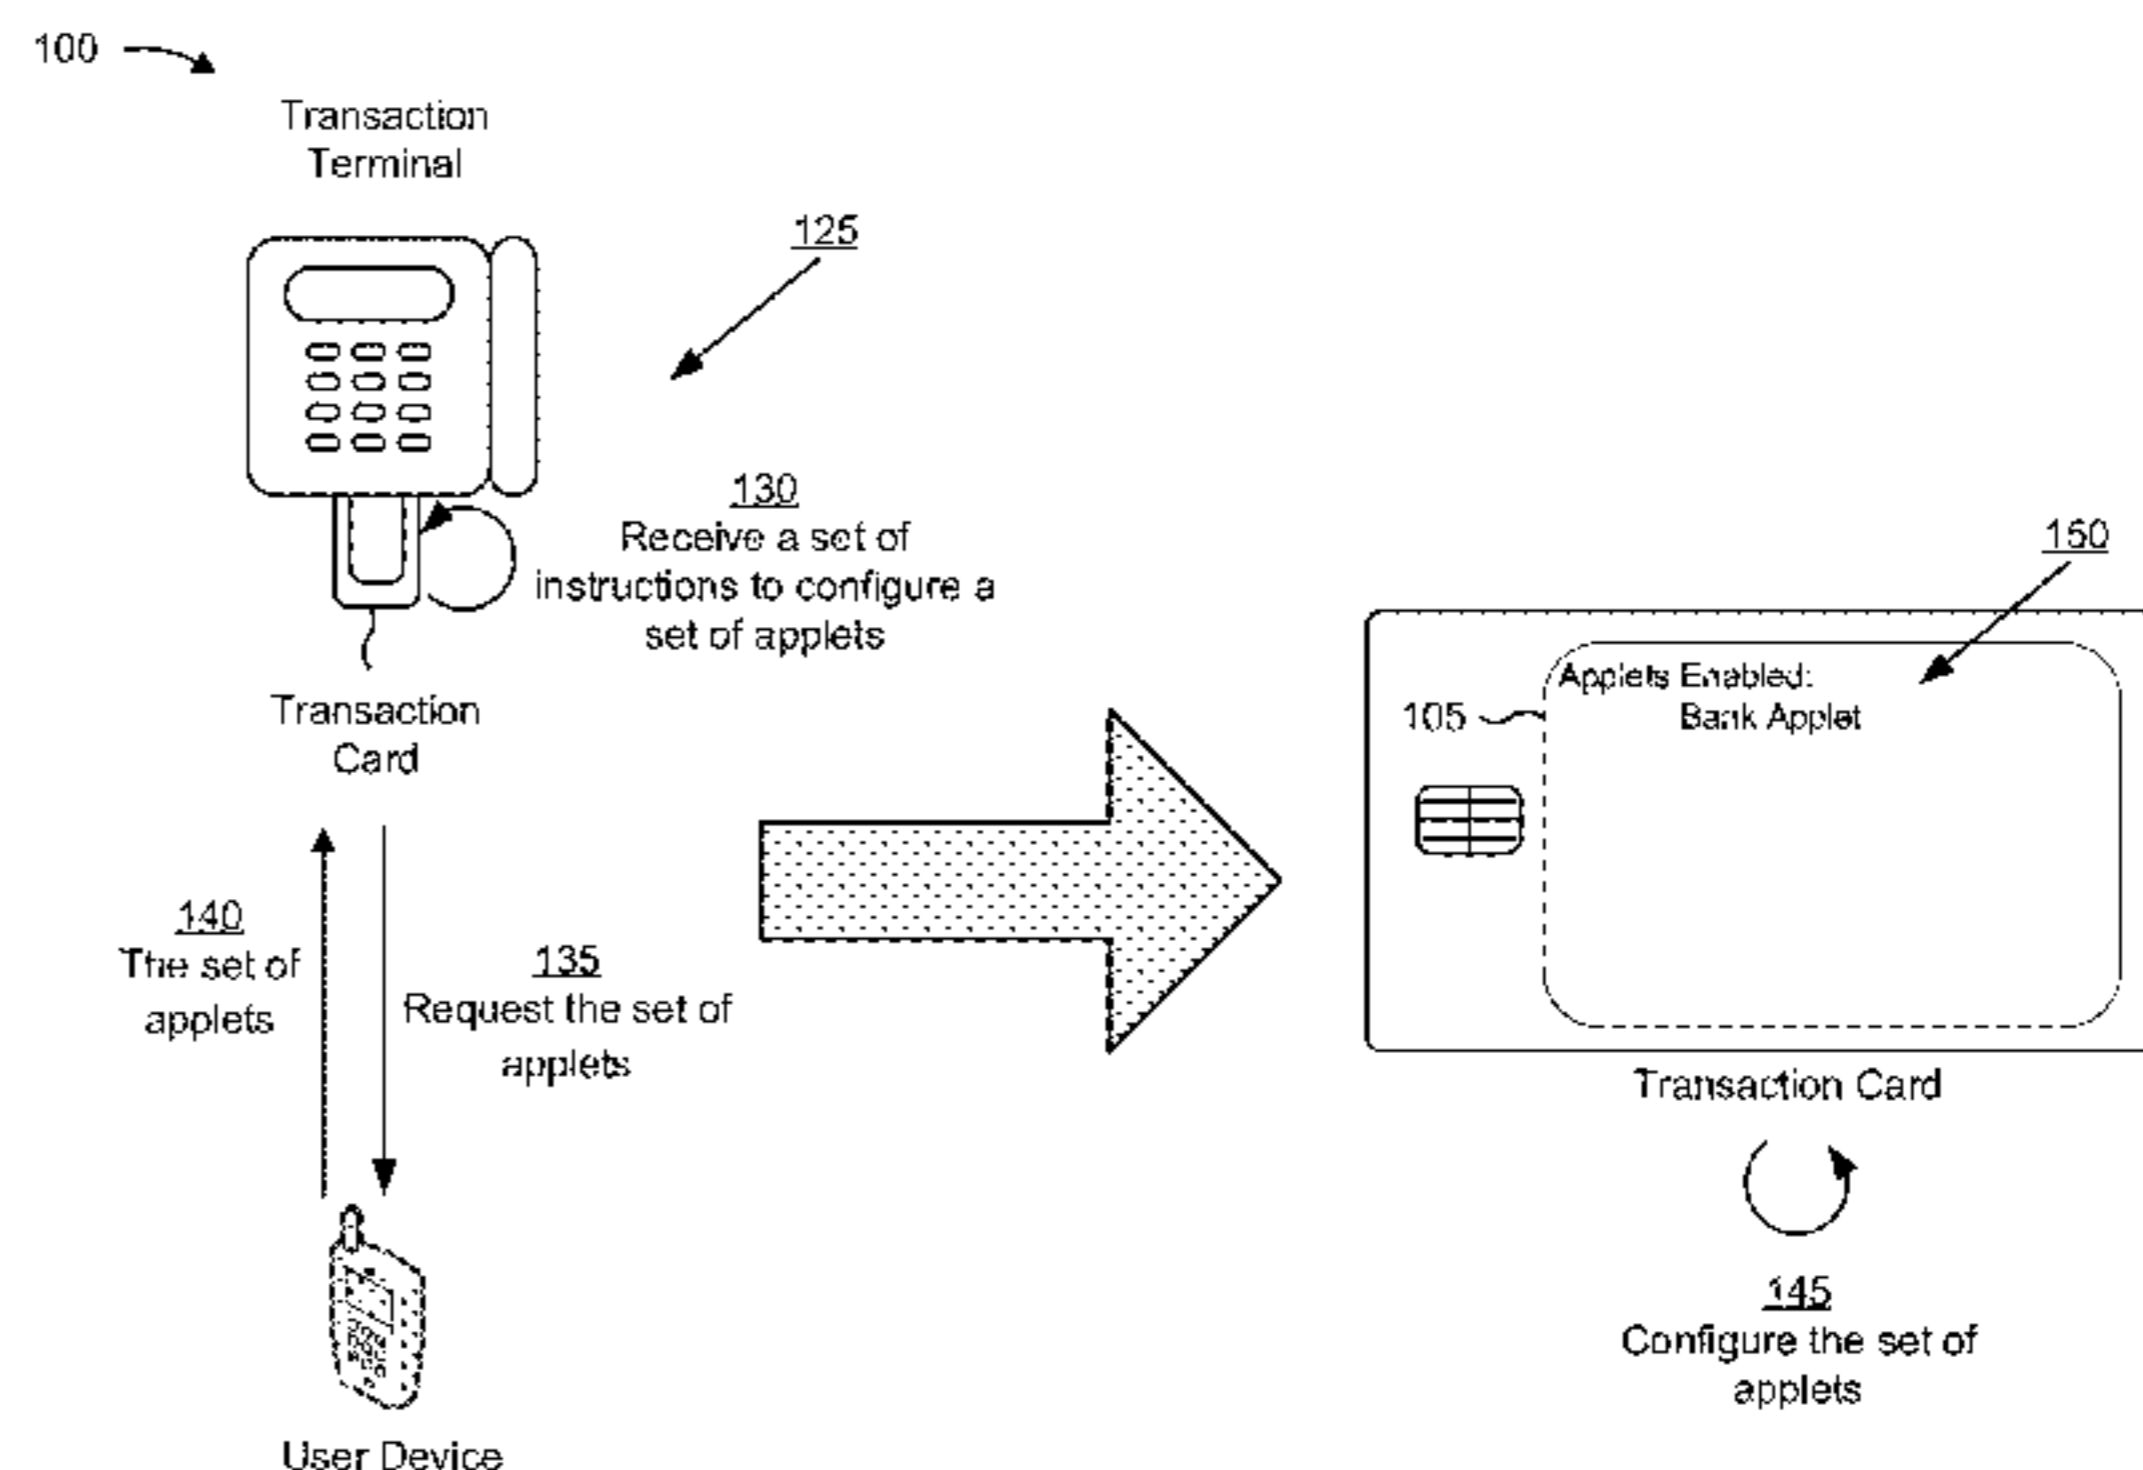 100
Transaction
Terminal
125
130
Receive a set of
instructions to configure a
set of applets
Transaction
Card
140
The set of
applets
135
Request the set of
applets
User Device
150
Applets Enabled:
Bank Applet
105
Transaction Card
145
Configure the set of
applets